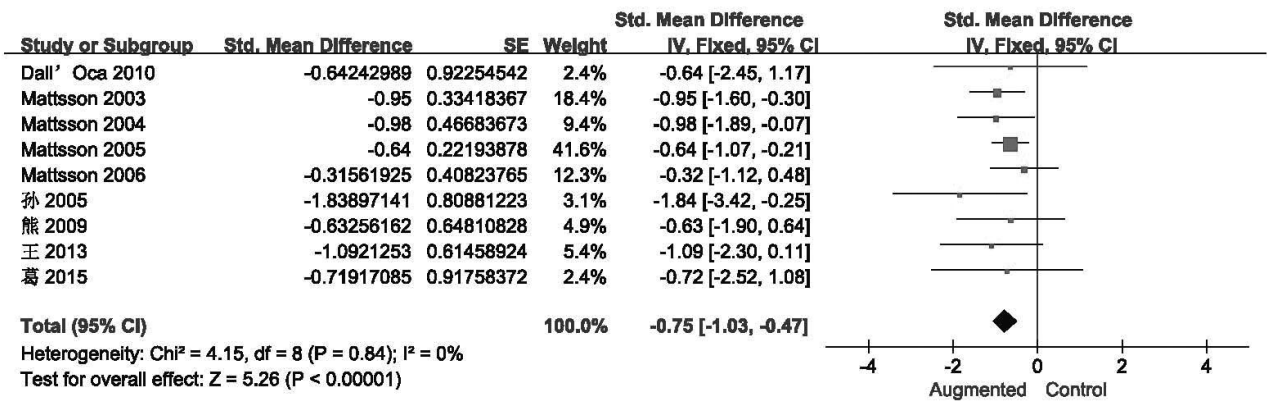 Std. Mean Difference Std. Mean Difference
Study or Subgroup Std. Mean Difference SE Weight IV, Fixed, 95% CI IV, Fixed, 95% CI
Dall’ Oca 2010 -0.64242989 0.92254542 2.4% -0.64 [-2.45, 1.17]
Mattsson 2003 -0.95 0.33418367 18.4% -0.95 [-1.60, -0.30]
Mattsson 2004 -0.98 0.46683673 9.4% -0.98 [-1.89, -0.07]
Mattsson 2005 -0.64 0.22193878 41.6% -0.64 [-1.07, -0.21]
Mattsson 2006 -0.31561925 0.40823765 12.3% -0.32 [-1.12, 0.48]
孙 2005 -1.83897141 0.80881223 3.1% -1.84 [-3.42, -0.25]
熊 2009 -0.63256162 0.64810828 4.9% -0.63 [-1.90, 0.64]
王 2013 -1.0921253 0.61458924 5.4% -1.09 [-2.30, 0.11]
葛 2015 -0.71917085 0.91758372 2.4% -0.72 [-2.52, 1.08]
Total (95% CI) 100.0% -0.75 [-1.03, -0.47]
Heterogeneity: Chi² = 4.15, df = 8 (P = 0.84); I² = 0%
Test for overall effect: Z = 5.26 (P < 0.00001)
-4 -2 0 2 4
Augmented Control